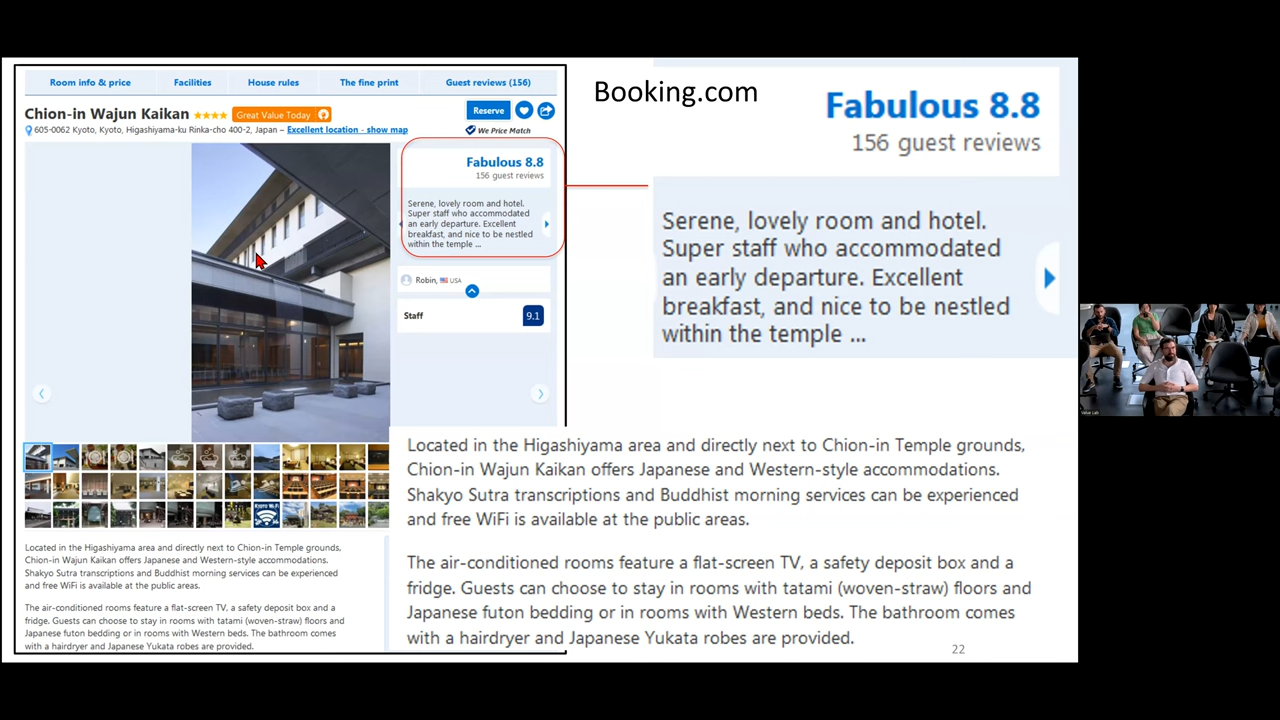 Room info & price
Facilities
House rules
The fine print
Guest reviews (156)
Chion-in Wajun Kaikan
Great Value Today
Reserve
605-0062 Kyoto, Kyoto, Higashiyama-ku Rinka-cho 400-2, Japan – Excellent location - show map
We Price Match
Fabulous 8.8
156 guest reviews
Serene, lovely room and hotel.
Super staff who accommodated
an early departure. Excellent
breakfast, and nice to be nestled
within the temple ...
Robin, USA
Staff
9.1
KYOTO WiFi
Located in the Higashiyama area and directly next to Chion-in Temple grounds,
Chion-in Wajun Kaikan offers Japanese and Western-style accommodations.
Shakyo Sutra transcriptions and Buddhist morning services can be experienced
and free WiFi is available at the public areas.
The air-conditioned rooms feature a flat-screen TV, a safety deposit box and a
fridge. Guests can choose to stay in rooms with tatami (woven-straw) floors and
Japanese futon bedding or in rooms with Western beds. The bathroom comes
with a hairdryer and Japanese Yukata robes are provided.
Booking.com
Fabulous 8.8
156 guest reviews
Serene, lovely room and hotel.
Super staff who accommodated
an early departure. Excellent
breakfast, and nice to be nestled
within the temple ...
Located in the Higashiyama area and directly next to Chion-in Temple grounds,
Chion-in Wajun Kaikan offers Japanese and Western-style accommodations.
Shakyo Sutra transcriptions and Buddhist morning services can be experienced
and free WiFi is available at the public areas.
The air-conditioned rooms feature a flat-screen TV, a safety deposit box and a
fridge. Guests can choose to stay in rooms with tatami (woven-straw) floors and
Japanese futon bedding or in rooms with Western beds. The bathroom comes
with a hairdryer and Japanese Yukata robes are provided.
22